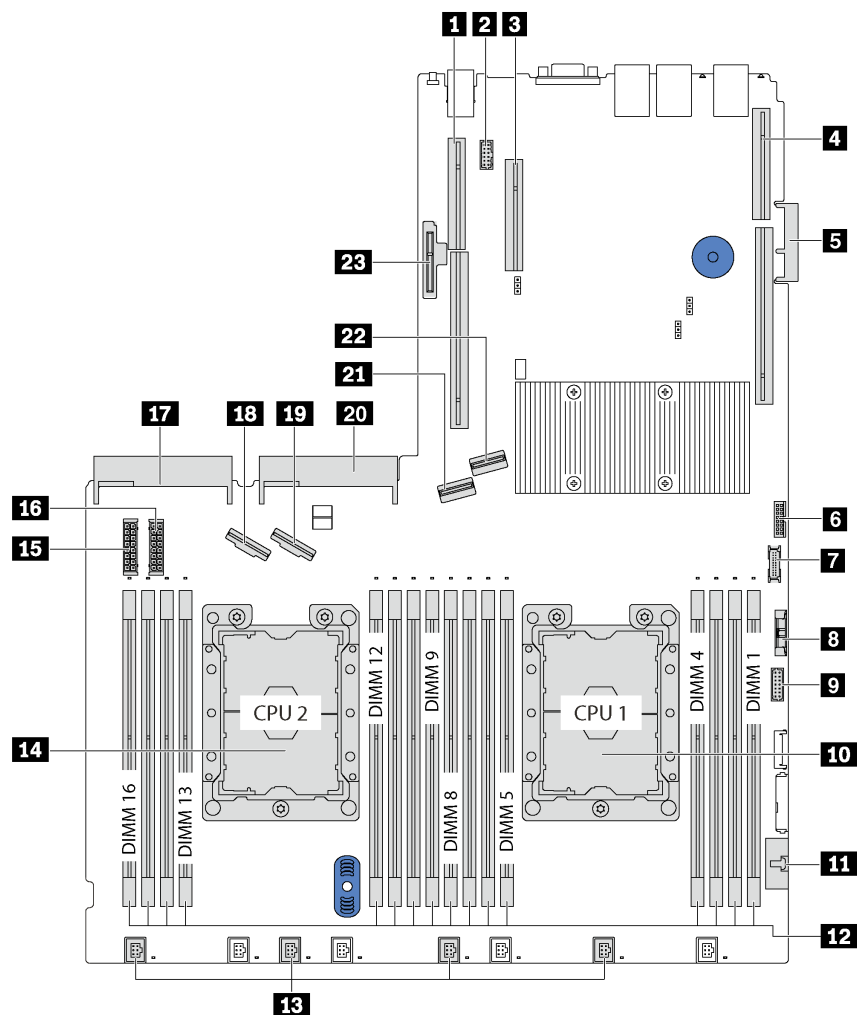 1 2 3
4
5
23
22
21
17 18 19 20
16
15
6
7
8
9
DIMM 12
DIMM 9
DIMM 4
DIMM 1
CPU 2
CPU 1
14
10
DIMM 16
DIMM 13
DIMM 8
DIMM 5
11
12
13